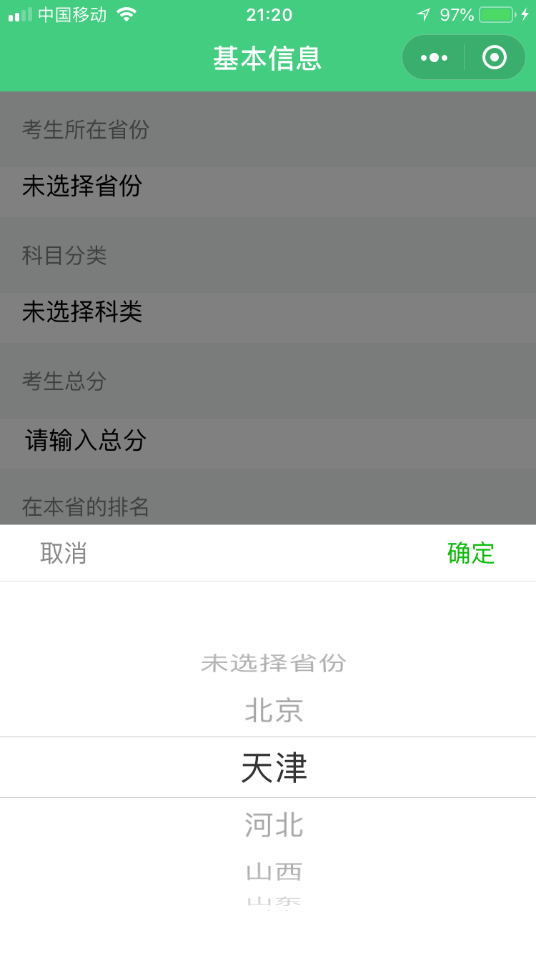 中国移动 21:20 97%
基本信息
考生所在省份
未选择省份
科目分类
未选择科类
考生总分
请输入总分
在本省的排名
取消 确定
未选择省份
北京
天津
河北
山西